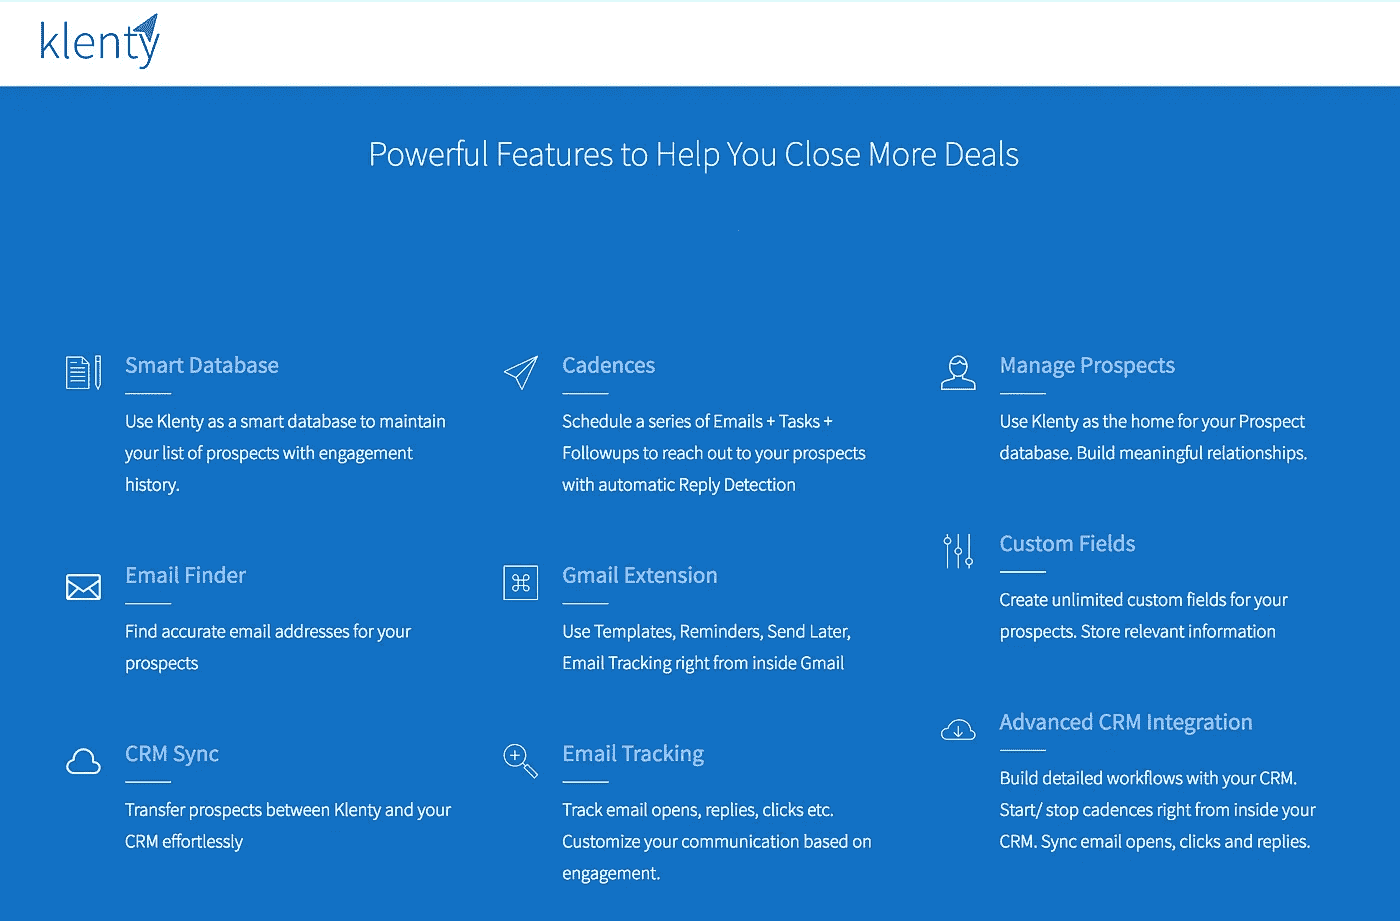 klenty
Powerful Features to Help You Close More Deals
Smart Database
Use Klenty as a smart database to maintain
your list of prospects with engagement
history.
Email Finder
Find accurate email addresses for your
prospects
CRM Sync
Transfer prospects between Klenty and your
CRM effortlessly
Cadences
Schedule a series of Emails + Tasks +
Followups to reach out to your prospects
with automatic Reply Detection
Gmail Extension
Use Templates, Reminders, Send Later,
Email Tracking right from inside Gmail
Email Tracking
Track email opens, replies, clicks etc.
Customize your communication based on
engagement.
Manage Prospects
Use Klenty as the home for your Prospect
database. Build meaningful relationships.
Custom Fields
Create unlimited custom fields for your
prospects. Store relevant information
Advanced CRM Integration
Build detailed workflows with your CRM.
Start/ stop cadences right from inside your
CRM. Sync email opens, clicks and replies.